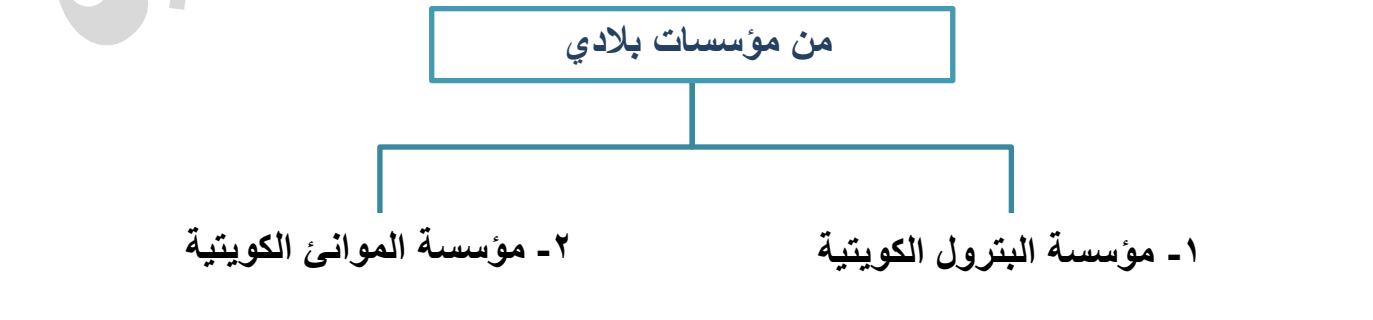 من مؤسسات بلادي
١- مؤسسة البترول الكويتية
٢- مؤسسة الموانئ الكويتية